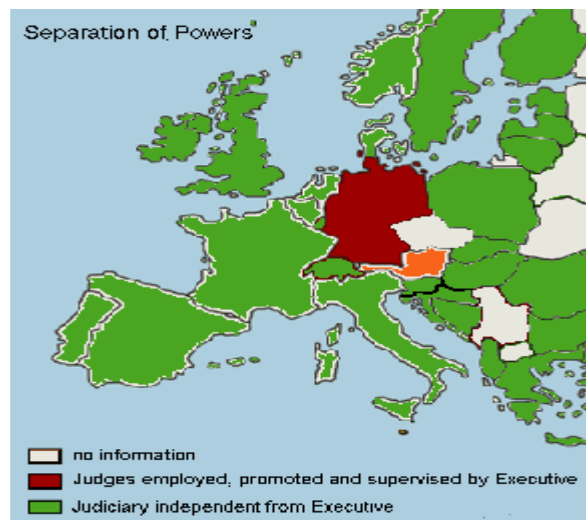 Separation of Powers
no information
Judges employed, promoted and supervised by Executive
Judiciary independent from Executive